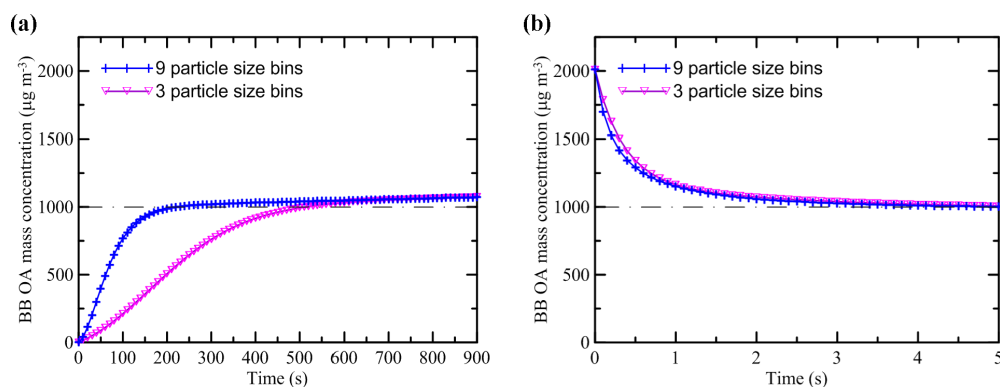 (a)
BB OA mass concentration (μg m⁻³)
2000
1500
1000
500
0
9 particle size bins
3 particle size bins
0 100 200 300 400 500 600 700 800 900
Time (s)
(b)
BB OA mass concentration (μg m⁻³)
2000
1500
1000
500
0
9 particle size bins
3 particle size bins
0 1 2 3 4 5
Time (s)